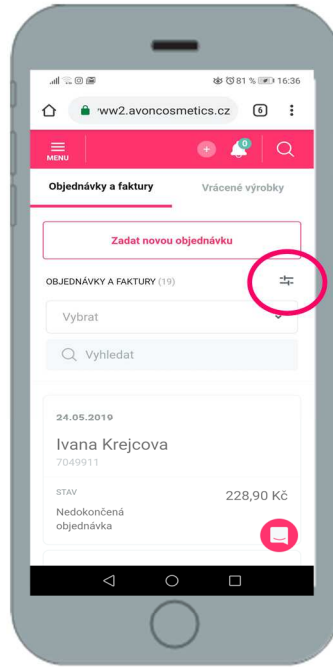 81 % 16:36
ww2.avoncosmetics.cz 6
MENU 0
Objednávky a faktury Vrácené výrobky
Zadat novou objednávku
OBJEDNÁVKY A FAKTURY (19)
Vybrat
Vyhledat
24.05.2019
Ivana Krejcova
7049911
STAV
228,90 Kč
Nedokončená
objednávka